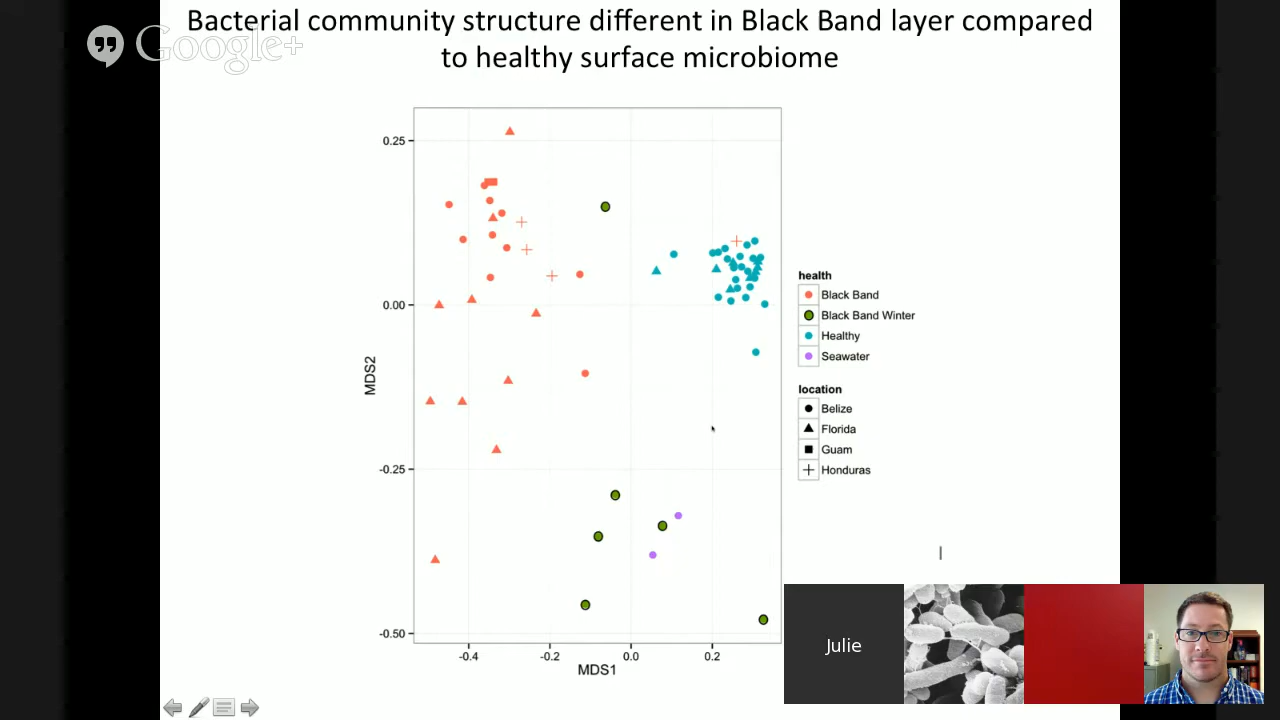 Bacterial community structure different in Black Band layer compared
to healthy surface microbiome
Google+
0.25
0.00
-0.25
-0.50
MDS2
-0.4
-0.2
0.0
0.2
MDS1
health
Black Band
Black Band Winter
Healthy
Seawater
location
Belize
Florida
Guam
Honduras
Julie